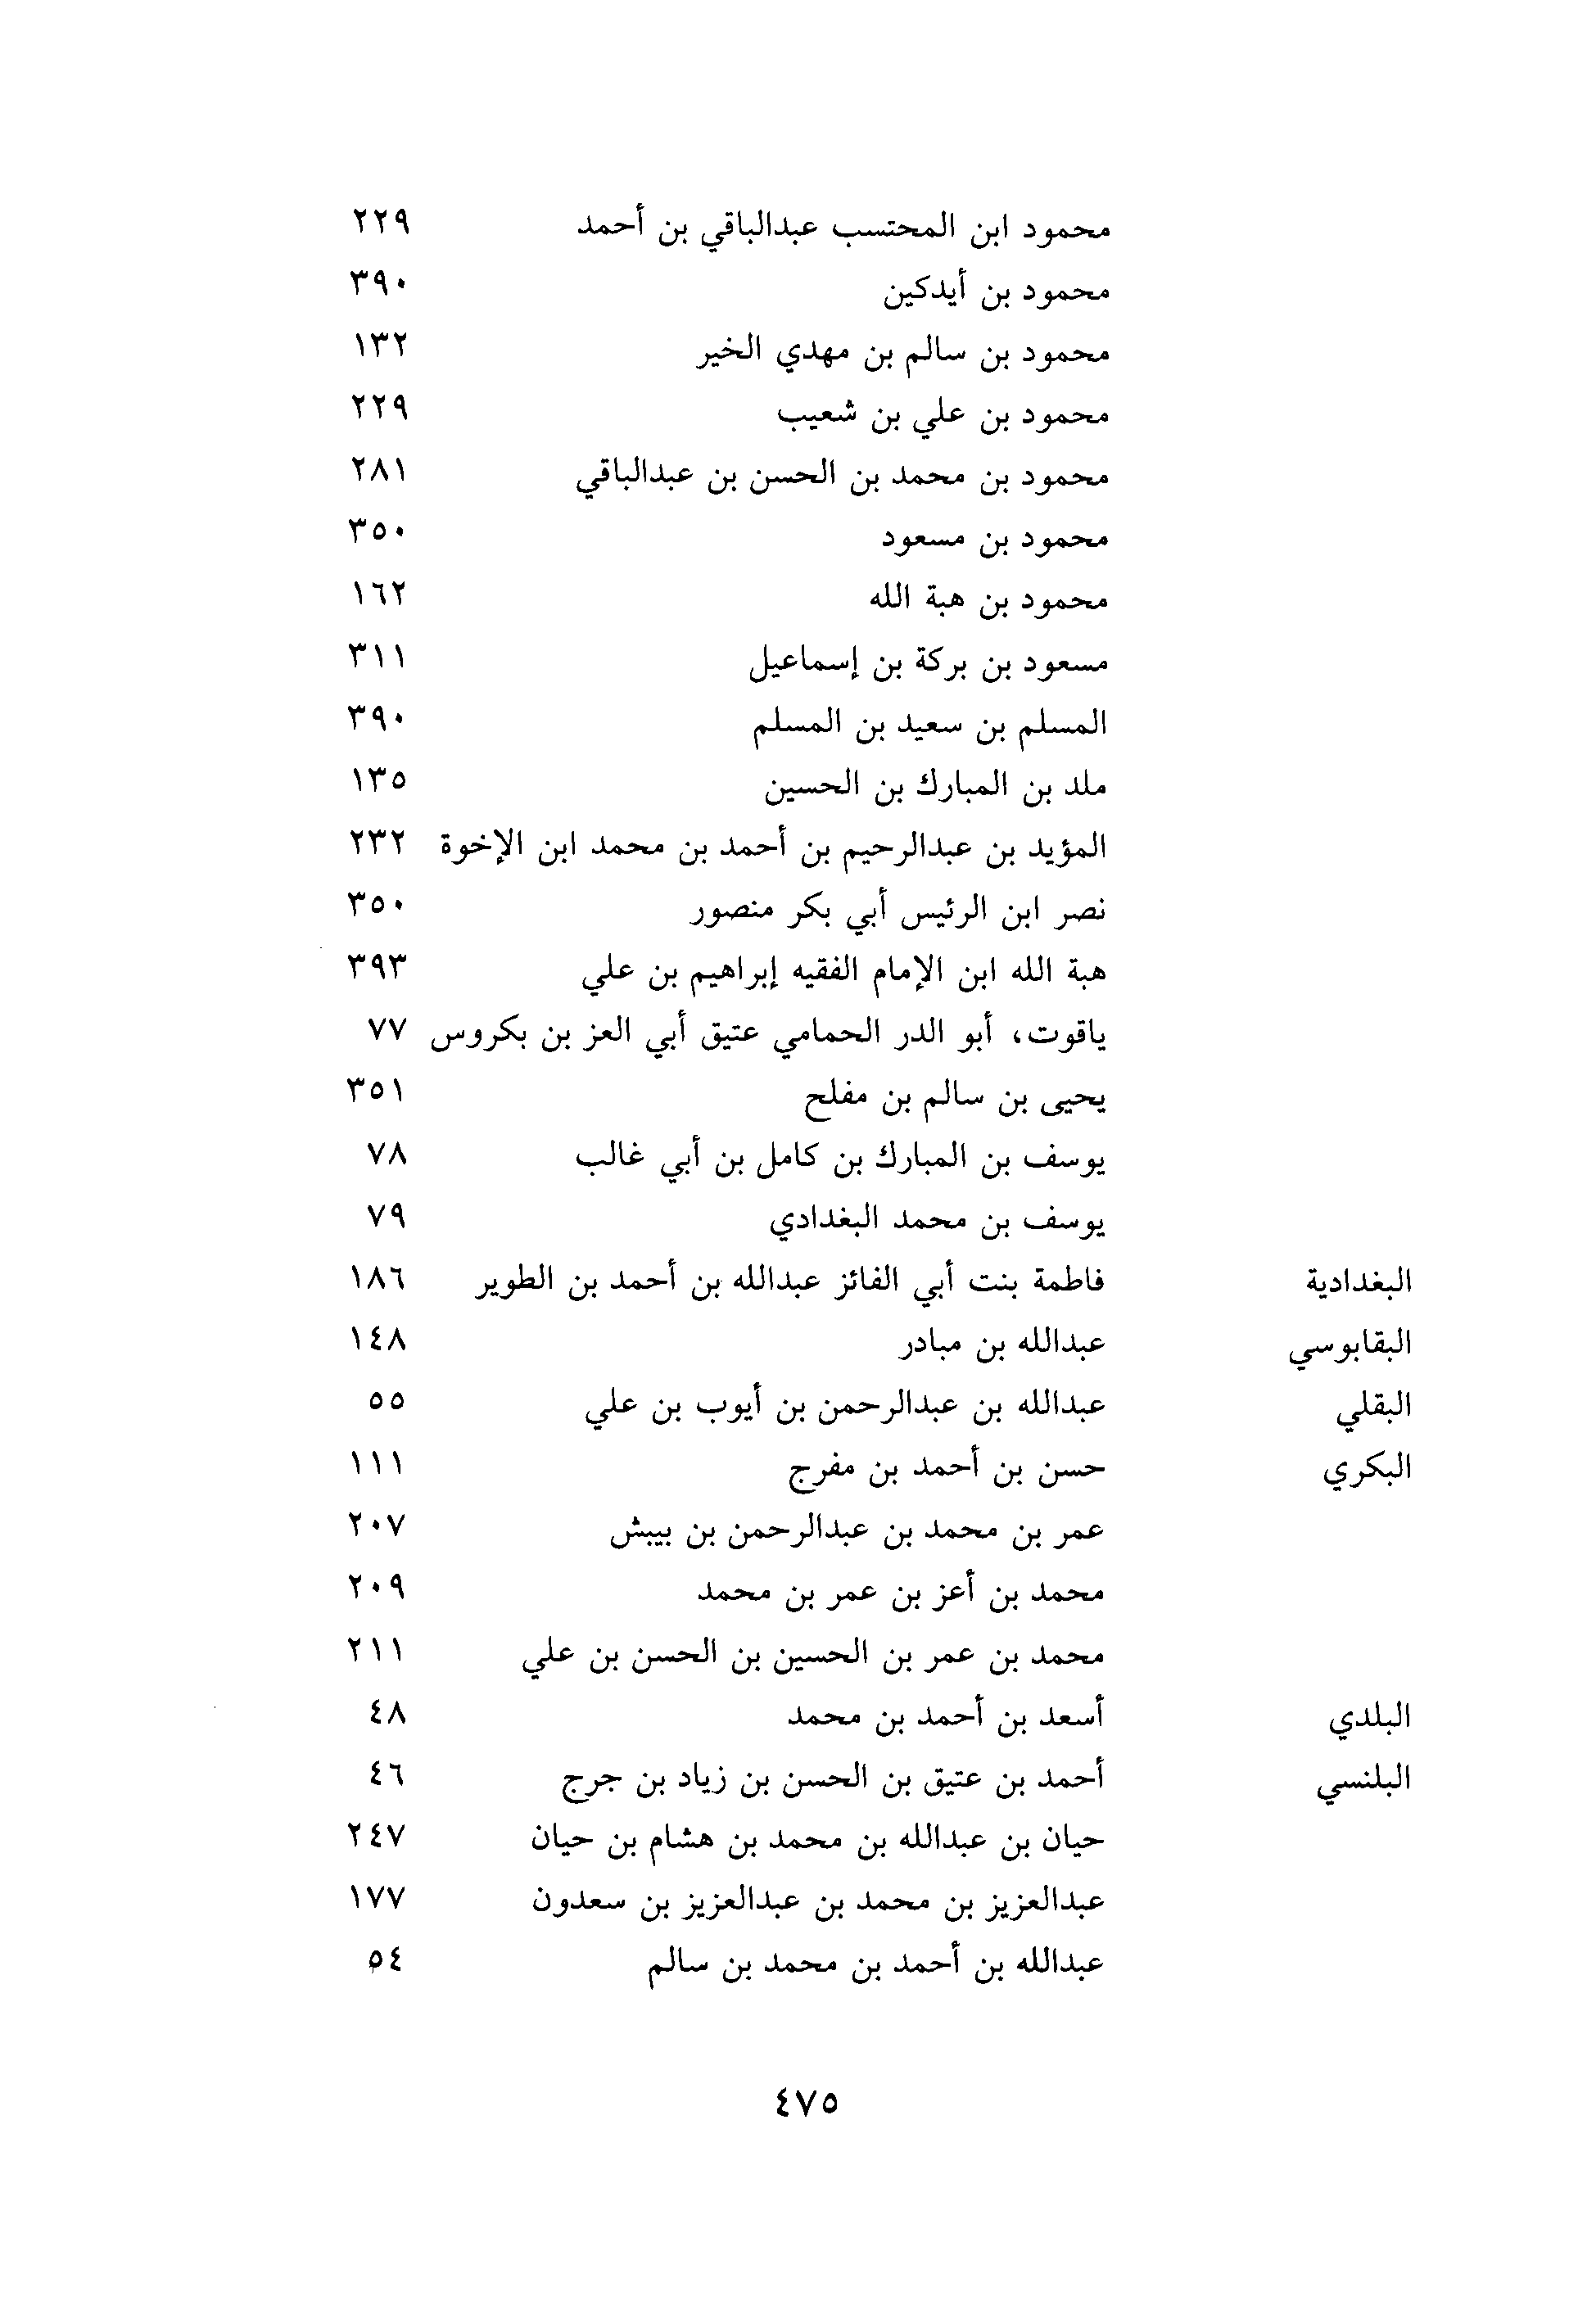 محمود ابن المحتسب عبدالباقي بن أحمد ٢٢٩
محمود بن أيدكين ٣٩٠
محمود بن سالم بن مهدي الخير ١٣٢
محمود بن علي بن شعيب ٢٢٩
محمود بن محمد بن الحسن بن عبدالباقي ٢٨١
محمود بن مسعود ٣٥٠
محمود بن هبة الله ١٦٢
مسعود بن بركة بن إسماعيل ٣١١
المسلم بن سعيد بن المسلم ٣٩٠
ملد بن المبارك بن الحسين ١٣٥
المؤيد بن عبدالرحيم بن أحمد بن محمد ابن الإخوة ٢٣٢
نصر ابن الرئيس أبي بكر منصور ٣٥٠
هبة الله ابن الإمام الفقيه إبراهيم بن علي ٣٩٣
ياقوت، أبو الدر الحمامي عتيق أبي العز بن بكروس ٧٧
يحيى بن سالم بن مفلح ٣٥١
يوسف بن المبارك بن كامل بن أبي غالب ٧٨
يوسف بن محمد البغدادي ٧٩
البغدادية فاطمة بنت أبي الفائز عبدالله بن أحمد بن الطوير ١٨٦
البقابوسي عبدالله بن مبادر ١٤٨
البقلي عبدالله بن عبدالرحمن بن أيوب بن علي ٥٥
البكري حسن بن أحمد بن مفرج ١١١
عمر بن محمد بن عبدالرحمن بن بيبش ٢٠٧
محمد بن أعز بن عمر بن محمد ٢٠٩
محمد بن عمر بن الحسين بن الحسن بن علي ٢١١
البلدي أسعد بن أحمد بن محمد ٤٨
البلنسي أحمد بن عتيق بن الحسن بن زياد بن جرج ٤٦
حيان بن عبدالله بن محمد بن هشام بن حيان ٢٤٧
عبدالعزيز بن محمد بن عبدالعزيز بن سعدون ١٧٧
عبدالله بن أحمد بن محمد بن سالم ٥٤
٤٧٥